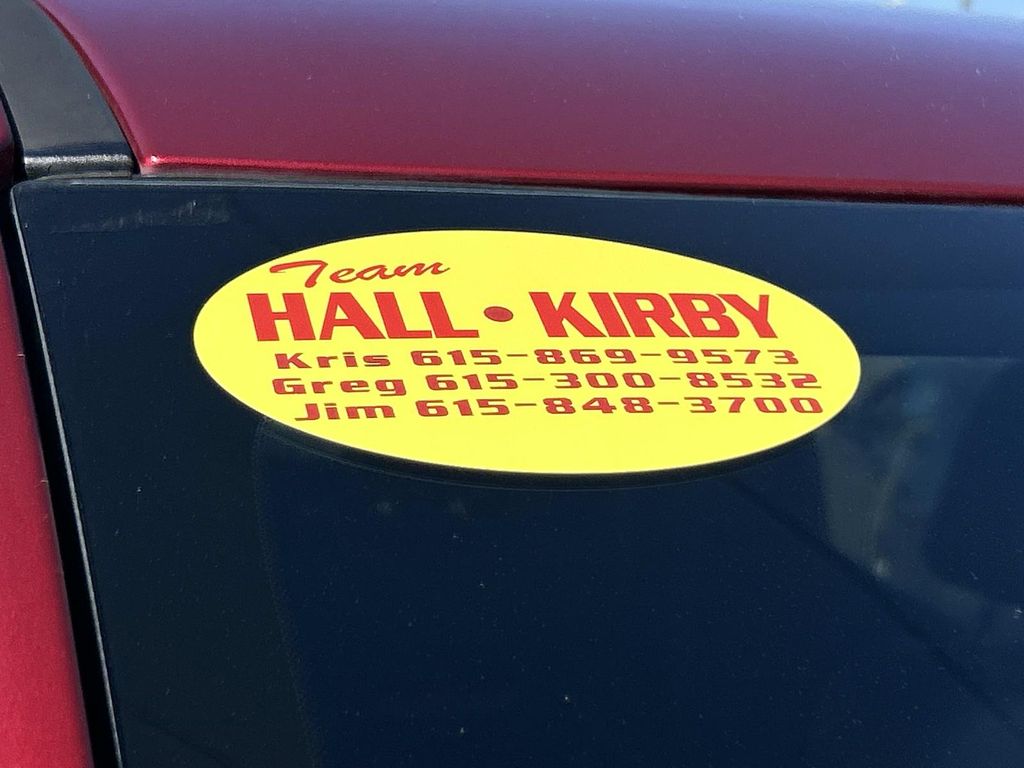 Team
HALL • KIRBY
Kris 615-869-9573
Greg 615-300-8532
Jim 615-848-3700